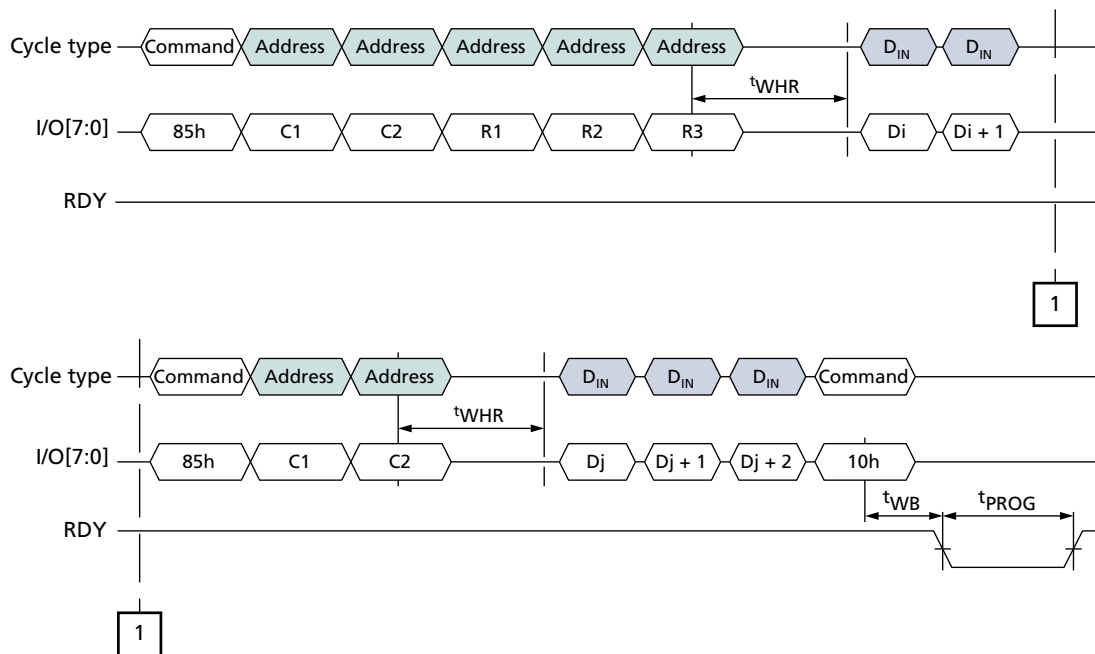 Cycle type Command Address Address Address Address Address DIN DIN
tWHR
I/O[7:0] 85h C1 C2 R1 R2 R3 Di Di + 1
RDY
1
Cycle type Command Address Address DIN DIN DIN Command
tWHR
I/O[7:0] 85h C1 C2 Dj Dj + 1 Dj + 2 10h
tWB tPROG
RDY
1